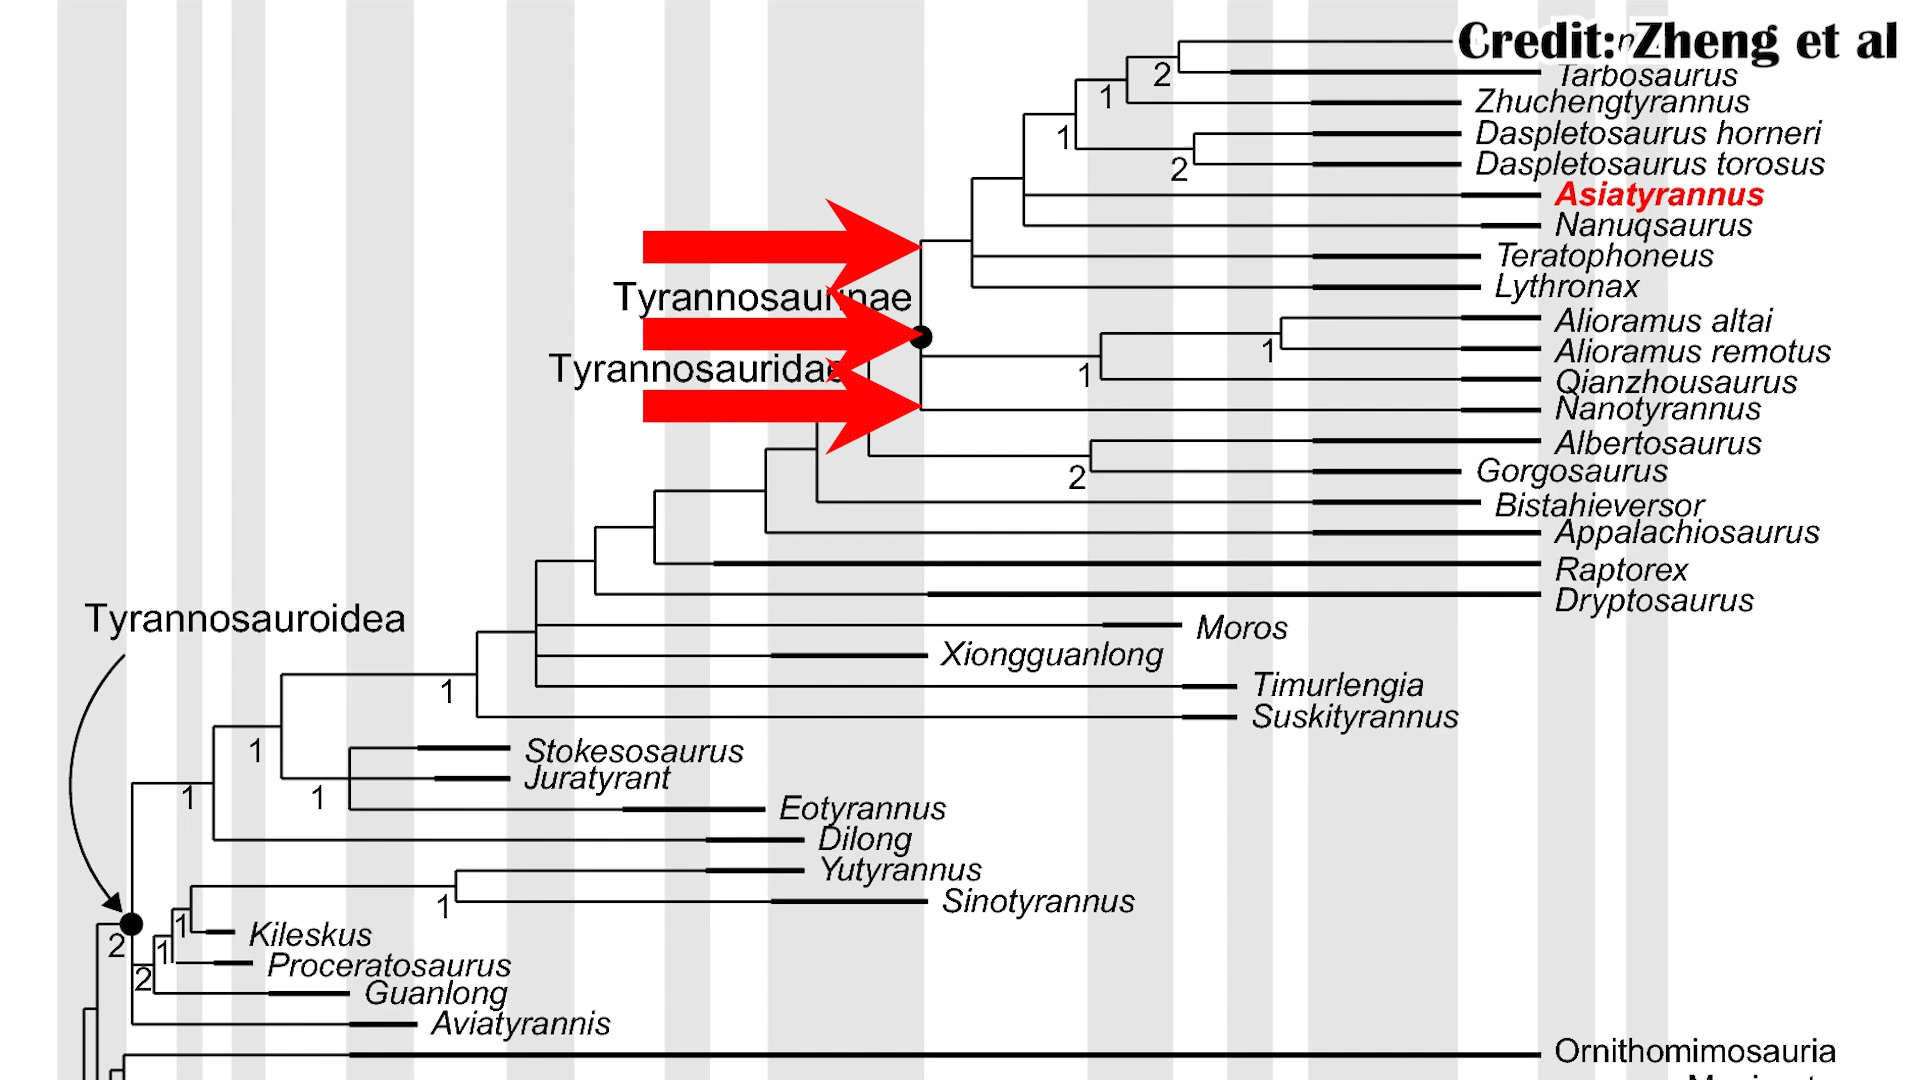 Credit: Zheng et al
2
Tarbosaurus
1
Zhuchengtyrannus
1
Daspletosaurus horneri
2
Daspletosaurus torosus
Asiatyrannus
Nanuqsaurus
Teratophoneus
Tyrannosaurinae
Lythronax
Alioramus altai
1
Alioramus remotus
Tyrannosauridae
1
Qianzhousaurus
Nanotyrannus
Albertosaurus
2
Gorgosaurus
Bistahieversor
Appalachiosaurus
Raptorex
Dryptosaurus
Tyrannosauroidea
Moros
Xiongguanlong
1
Timurlengia
Suskityrannus
1
Stokesosaurus
Juratyrant
1
1
Eotyrannus
Dilong
Yutyrannus
1
Sinotyrannus
1
Kileskus
2
1
Proceratosaurus
2
Guanlong
Aviatyrannis
Ornithomimosauria